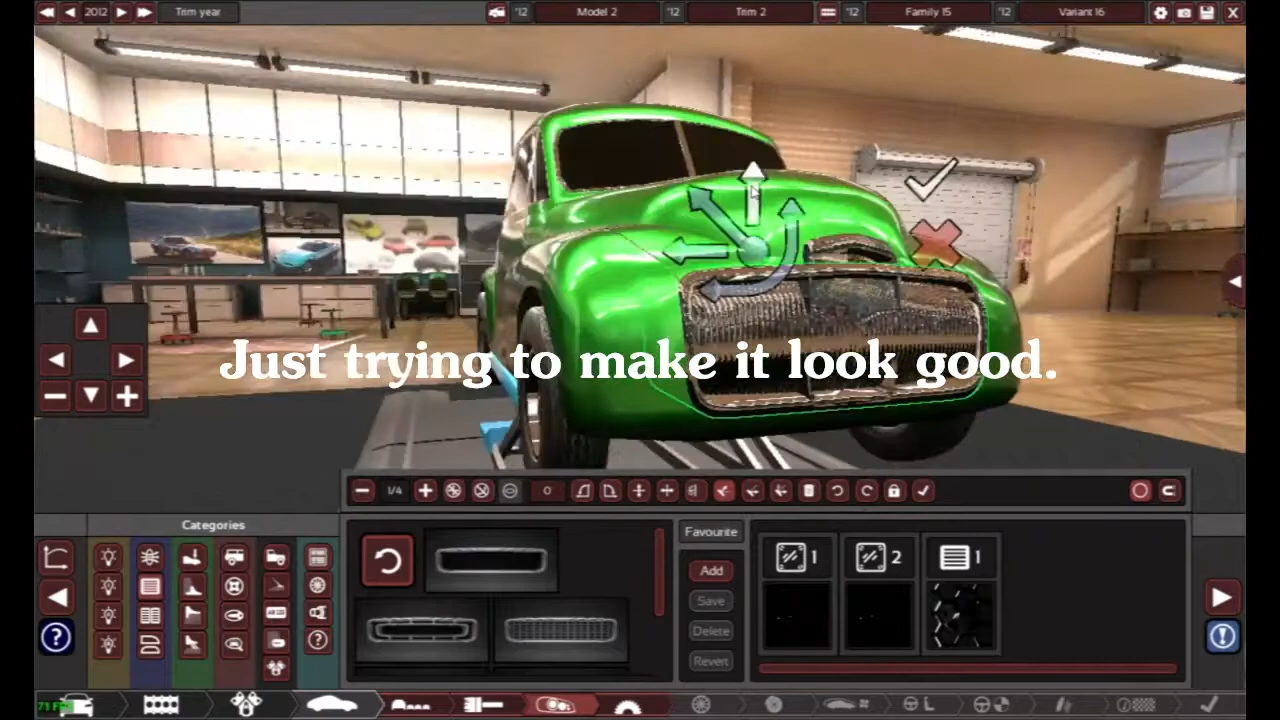 2012
Trim year
'12
Model 2
'12
Trim 2
'12
Family 15
'12
Variant 16
Just trying to make it look good.
1/4
0
Categories
Favourite
Add
Save
Delete
Revert
1
2
1